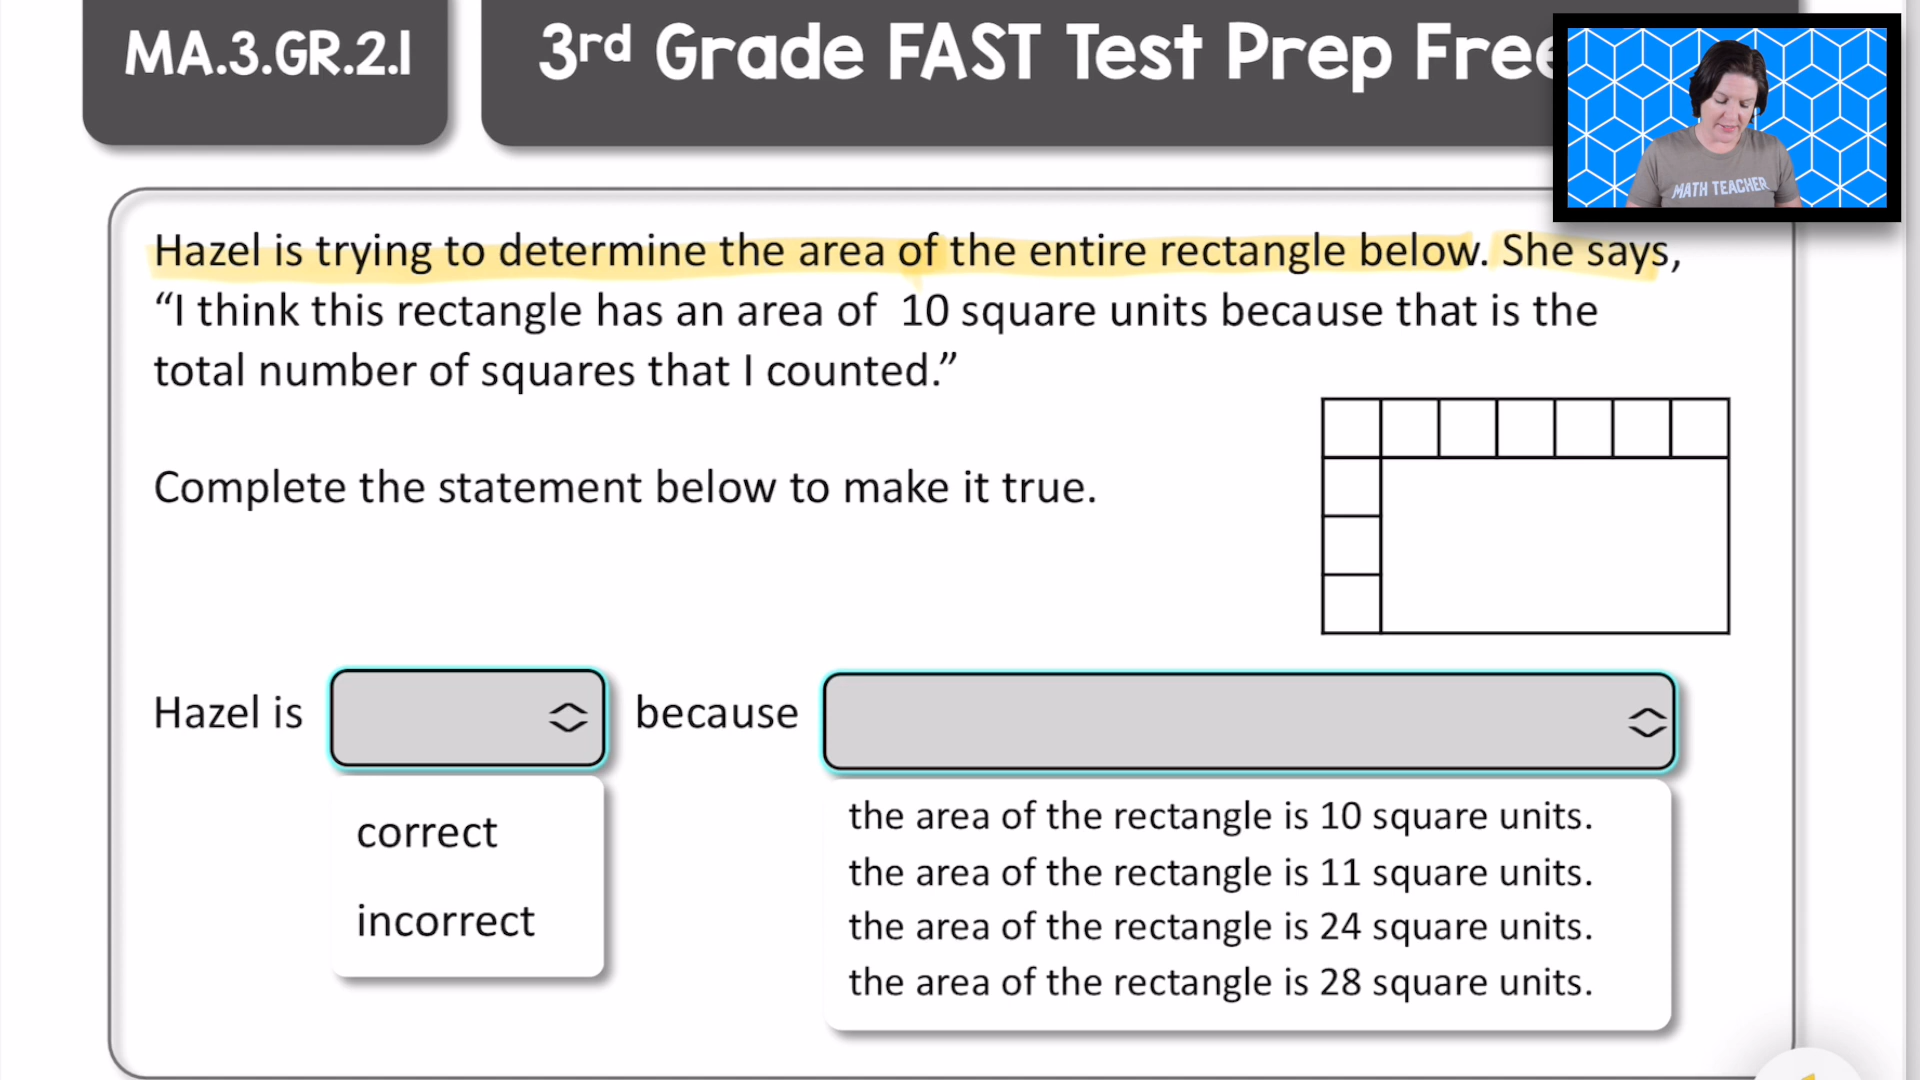 MA.3.GR.2.1
3rd Grade FAST Test Prep Free
MATH TEACHER
Hazel is trying to determine the area of the entire rectangle below. She says,
“I think this rectangle has an area of 10 square units because that is the
total number of squares that I counted.”
Complete the statement below to make it true.
Hazel is
because
correct
incorrect
the area of the rectangle is 10 square units.
the area of the rectangle is 11 square units.
the area of the rectangle is 24 square units.
the area of the rectangle is 28 square units.